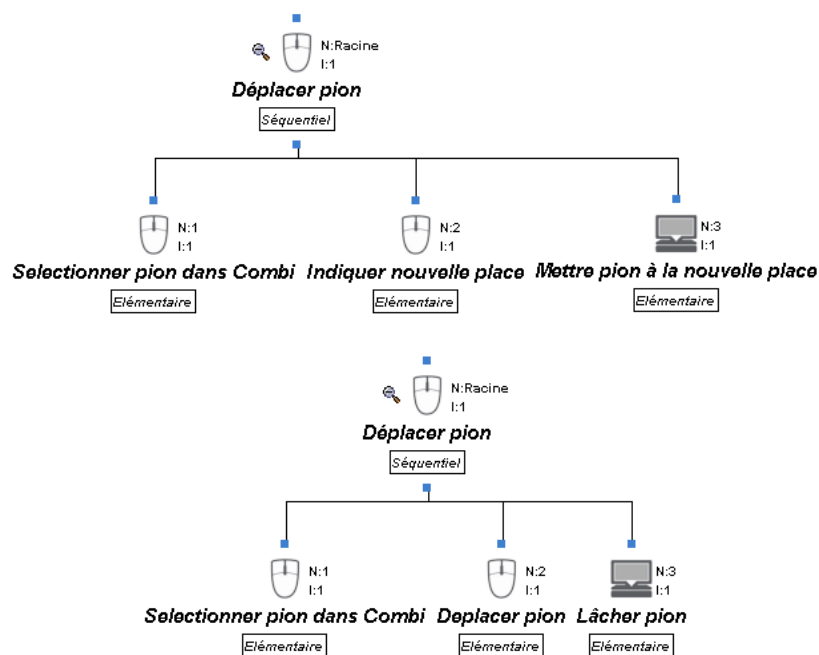 N:Racine
I:1
Déplacer pion
Séquentiel
N:1
I:1
N:2
I:1
N:3
I:1
Selectionner pion dans Combi Indiquer nouvelle place Mettre pion à la nouvelle place
Elémentaire Elémentaire Elémentaire
N:Racine
I:1
Déplacer pion
Séquentiel
N:1
I:1
N:2
I:1
N:3
I:1
Selectionner pion dans Combi Deplacer pion Lâcher pion
Elémentaire Elémentaire Elémentaire